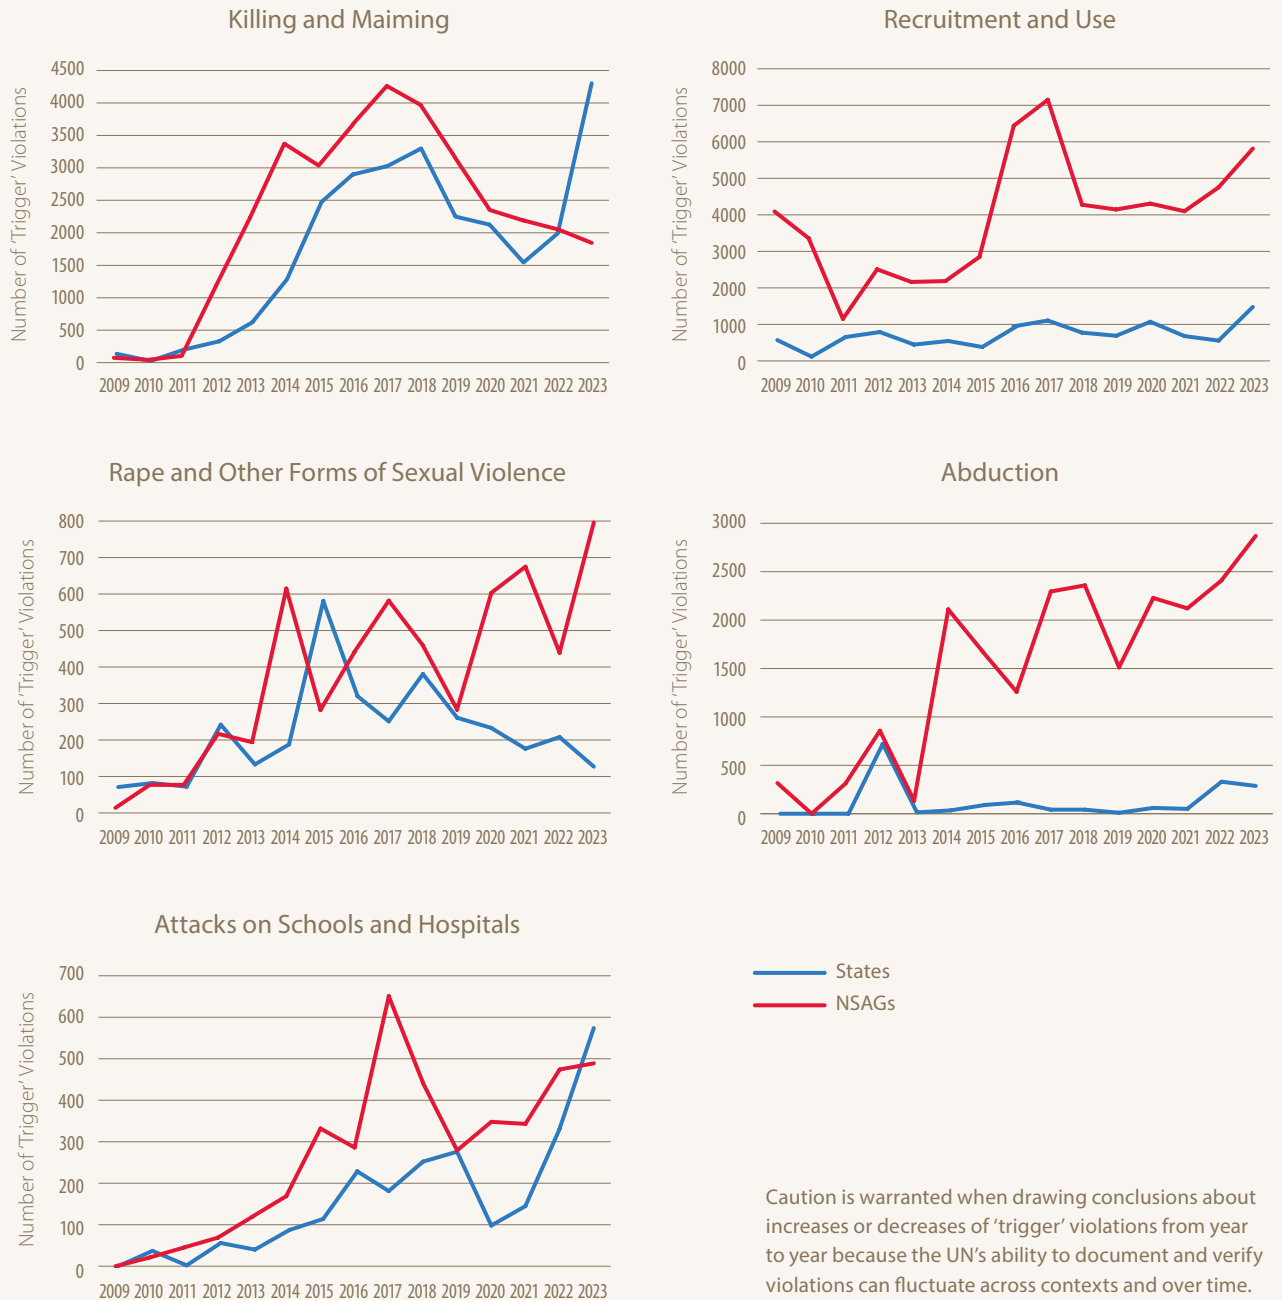 Killing and Maiming
Number of 'Trigger' Violations
4500
4000
3500
3000
2500
2000
1500
1000
500
0
2009 2010 2011 2012 2013 2014 2015 2016 2017 2018 2019 2020 2021 2022 2023
Recruitment and Use
Number of 'Trigger' Violations
8000
7000
6000
5000
4000
3000
2000
1000
0
2009 2010 2011 2012 2013 2014 2015 2016 2017 2018 2019 2020 2021 2022 2023
Rape and Other Forms of Sexual Violence
Number of 'Trigger' Violations
800
700
600
500
400
300
200
100
0
2009 2010 2011 2012 2013 2014 2015 2016 2017 2018 2019 2020 2021 2022 2023
Abduction
Number of 'Trigger' Violations
3000
2500
2000
1500
1000
500
0
2009 2010 2011 2012 2013 2014 2015 2016 2017 2018 2019 2020 2021 2022 2023
Attacks on Schools and Hospitals
Number of 'Trigger' Violations
700
600
500
400
300
200
100
0
2009 2010 2011 2012 2013 2014 2015 2016 2017 2018 2019 2020 2021 2022 2023
States
NSAGs
Caution is warranted when drawing conclusions about
increases or decreases of ‘trigger’ violations from year
to year because the UN’s ability to document and verify
violations can fluctuate across contexts and over time.